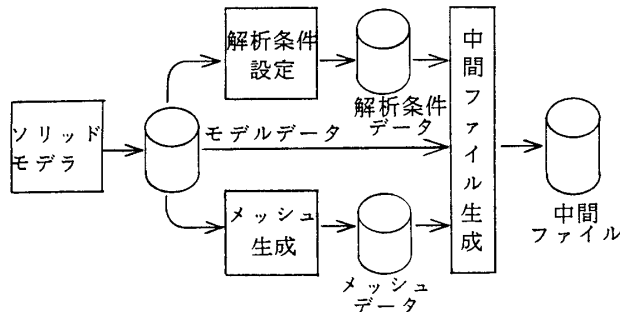 ソリッド
モデラ
解析条件
設定
解析条件
データ
モデルデータ
メッシュ
生成
メッシュ
データ
中間ファイル生成
中間
ファイル